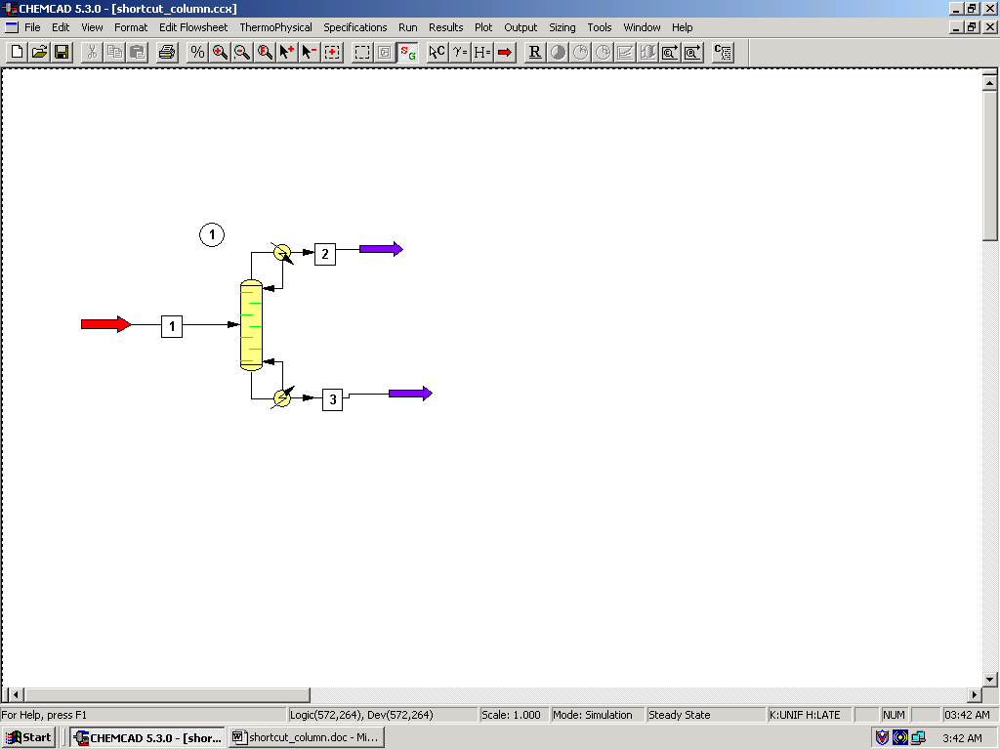 CHEMCAD 5.3.0 - [shortcut_column.ccx]
File Edit View Format Edit Flowsheet ThermoPhysical Specifications Run Results Plot Output Sizing Tools Window Help
% S G C γ= H= R C
1
2
1
3
For Help, press F1 Logic(572,264), Dev(572,264) Scale: 1.000 Mode: Simulation Steady State K:UNIF H:LATE NUM 03:42 AM
Start CHEMCAD 5.3.0 - [shor... shortcut_column.doc - Mi... 3:42 AM